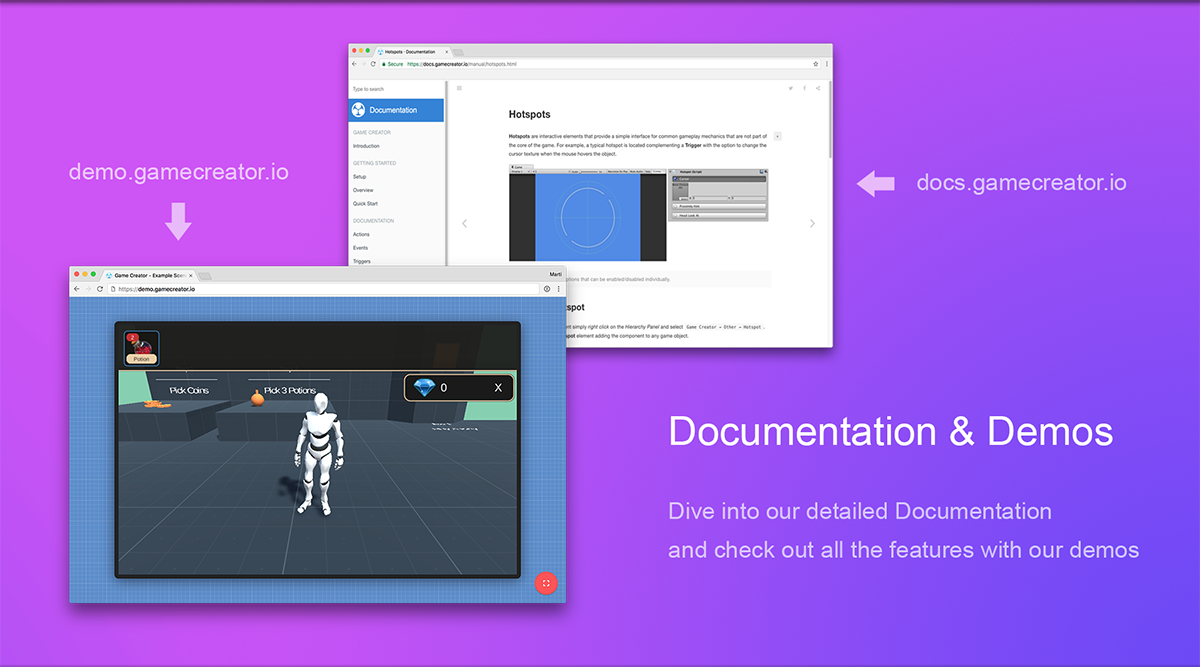 Hotspots - Documentation
Secure https://docs.gamecreator.io/manual/hotspots.html
Type to search
Documentation
GAME CREATOR
Introduction
GETTING STARTED
Setup
Overview
Quick Start
DOCUMENTATION
Actions
Events
Triggers
Hotspots
Hotspots are interactive elements that provide a simple interface for common gameplay mechanics that are not part of
the core of the game. For example, a typical hotspot is located complementing a Trigger with the option to change the
cursor texture when the mouse hovers the object.
ptions that can be enabled/disabled individually.
spot
simply right click on the Hierarchy Panel and select Game Creator → Other → Hotspot .
spot element adding the component to any game object.
demo.gamecreator.io
docs.gamecreator.io
Game Creator - Example Scen
Marti
https://demo.gamecreator.io
2
Potion
Pick Coins
Pick 3 Potions
0
X
Documentation & Demos
Dive into our detailed Documentation
and check out all the features with our demos